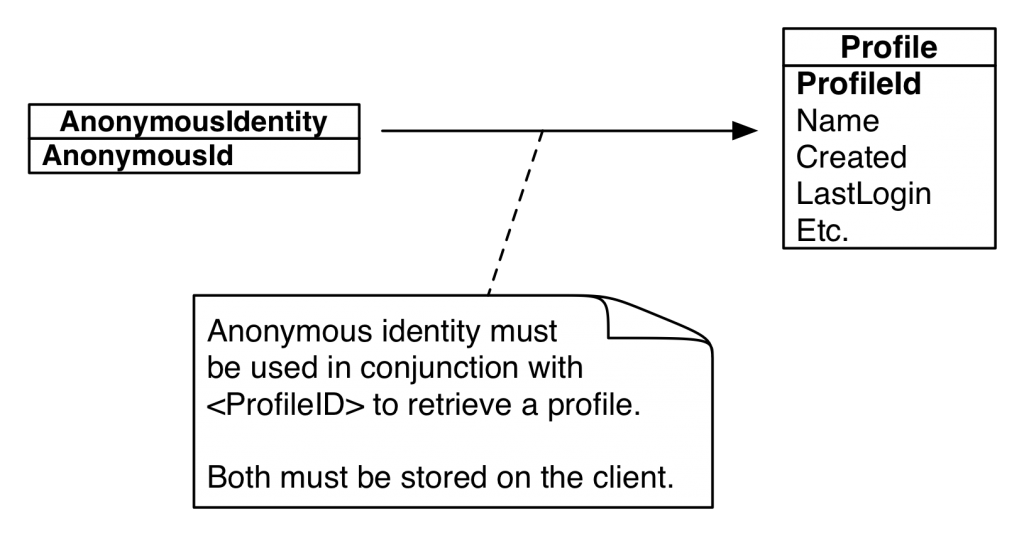 AnonymousIdentity
AnonymousId
Profile
ProfileId
Name
Created
LastLogin
Etc.
Anonymous identity must
be used in conjunction with
<ProfileID> to retrieve a profile.
Both must be stored on the client.